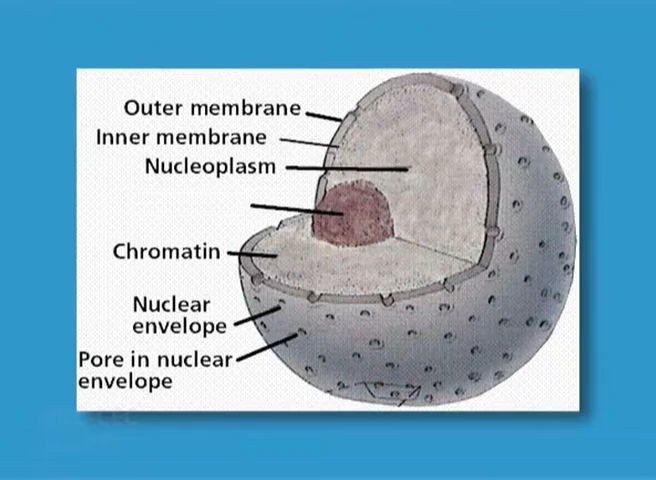 Outer membrane
Inner membrane
Nucleoplasm
Chromatin
Nuclear
envelope
Pore in nuclear
envelope